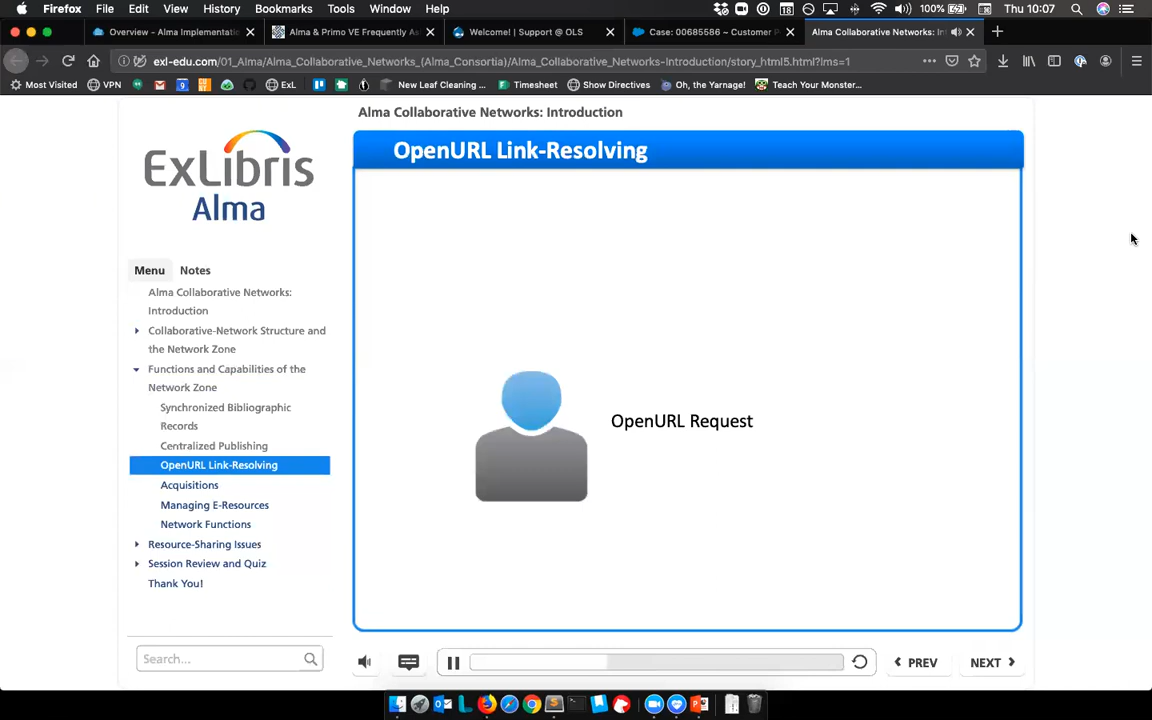 Firefox File Edit View History Bookmarks Tools Window Help 18 100% Thu 10:07
Overview - Alma Implementatio
Alma & Primo VE Frequently As
Welcome! | Support @ OLS
Case: 00685586 ~ Customer P
Alma Collaborative Networks: Int
exl-edu.com/01_Alma/Alma_Collaborative_Networks_(Alma_Consortia)/Alma_Collaborative_Networks-Introduction/story_html5.html?lms=1
Most Visited VPN 9 ExL New Leaf Cleaning ... Timesheet Show Directives Oh, the Yarnage! Teach Your Monster...
Alma Collaborative Networks: Introduction
ExLibris
Alma
OpenURL Link-Resolving
Menu Notes
Alma Collaborative Networks:
Introduction
Collaborative-Network Structure and
the Network Zone
Functions and Capabilities of the
Network Zone
Synchronized Bibliographic
Records
Centralized Publishing
OpenURL Link-Resolving
Acquisitions
Managing E-Resources
Network Functions
Resource-Sharing Issues
Session Review and Quiz
Thank You!
OpenURL Request
Search...
PREV
NEXT